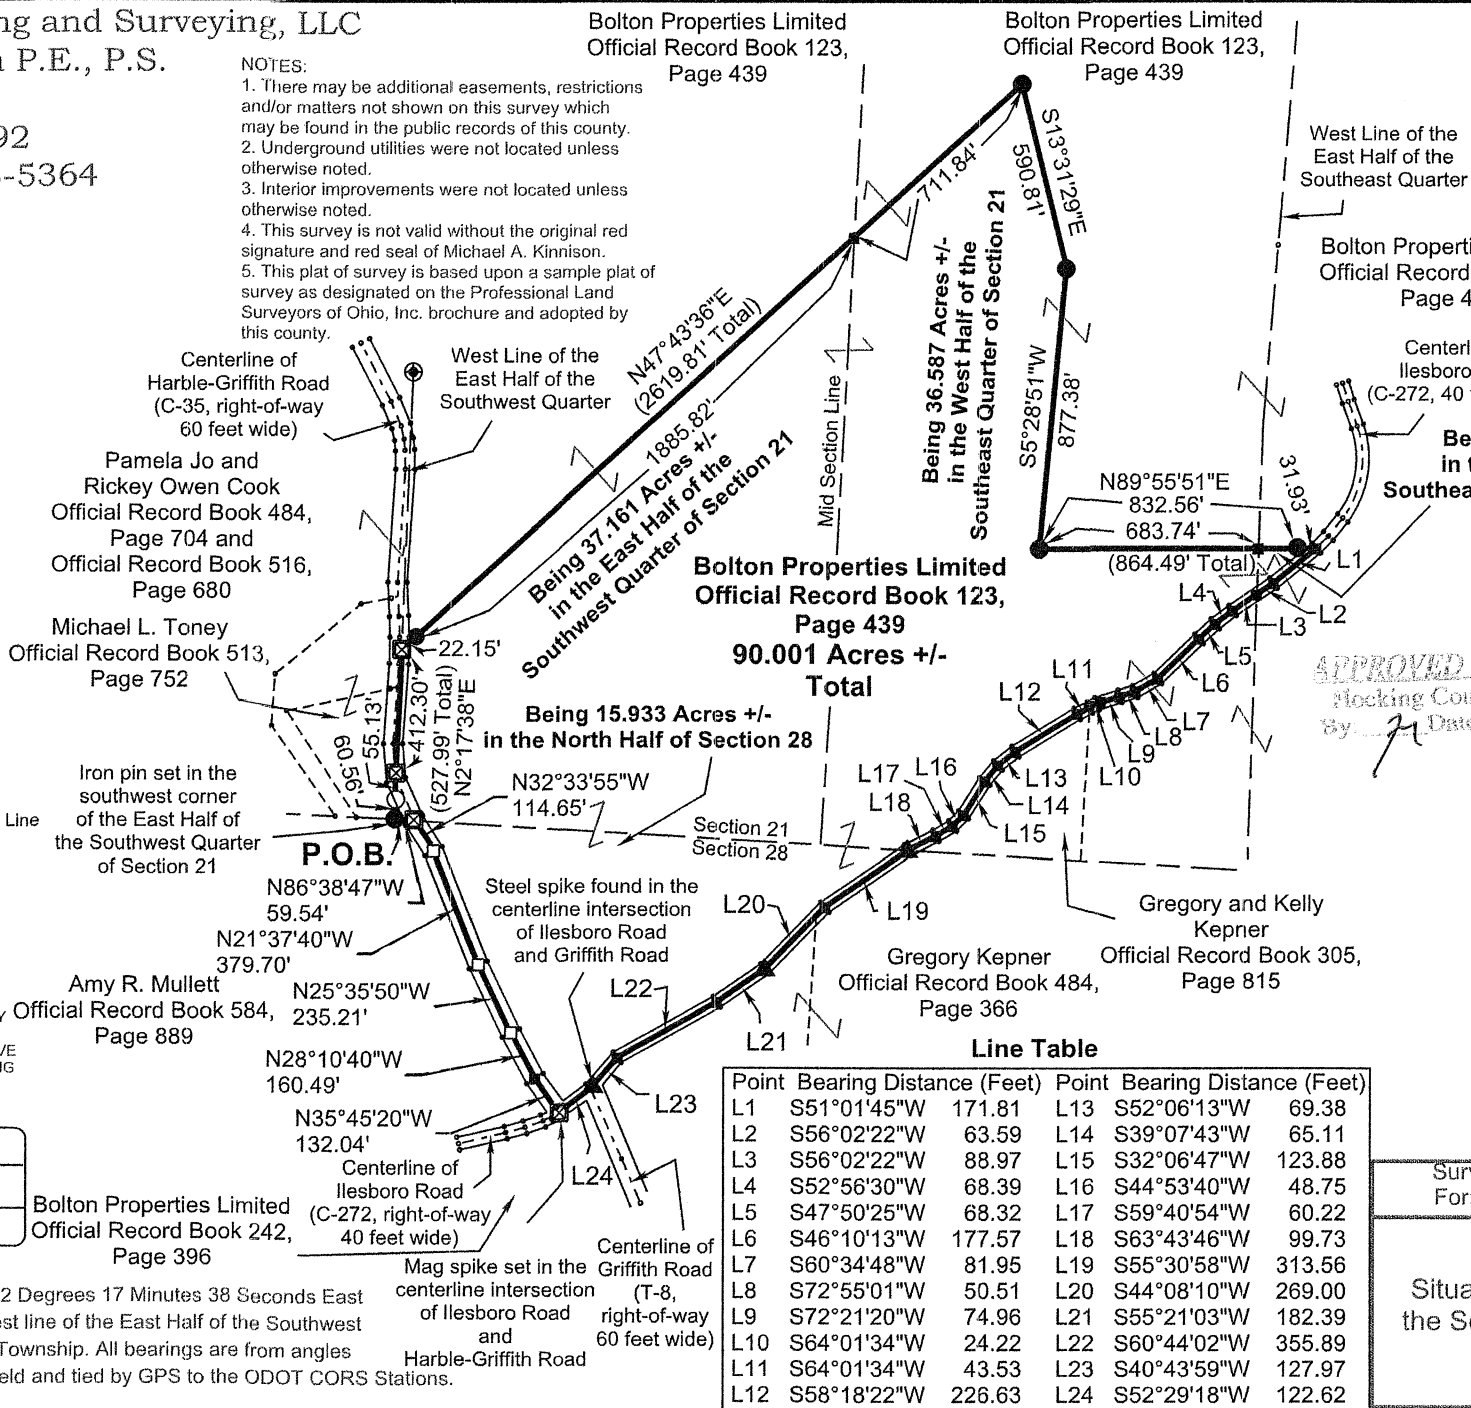 ng and Surveying, LLC
P.E., P.S.
92
-5364
NOTES:
1. There may be additional easements, restrictions
and/or matters not shown on this survey which
may be found in the public records of this county.
2. Underground utilities were not located unless
otherwise noted.
3. Interior improvements were not located unless
otherwise noted.
4. This survey is not valid without the original red
signature and red seal of Michael A. Kinnison.
5. This plat of survey is based upon a sample plat of
survey as designated on the Professional Land
Surveyors of Ohio, Inc. brochure and adopted by
this county.
Bolton Properties Limited
Official Record Book 123,
Page 439
Bolton Properties Limited
Official Record Book 123,
Page 439
West Line of the
East Half of the
Southeast Quarter
Bolton Properti
Official Record
Page 4
Centerl
Ilesboro
(C-272, 40
Be
in t
Southea
S13°31'29"E
590.81'
711.84'
N47°43'36"E
(2619.81' Total)
1885.82'
Being 37.161 Acres +/-
in the East Half of the
Southwest Quarter of Section 21
Mid Section Line
Being 36.587 Acres +/-
in the West Half of the
Southeast Quarter of Section 21
S5°28'51"W
877.38'
N89°55'51"E
832.56'
683.74'
(864.49' Total)
31.93'
Centerline of
Harble-Griffith Road
(C-35, right-of-way
60 feet wide)
West Line of the
East Half of the
Southwest Quarter
Pamela Jo and
Rickey Owen Cook
Official Record Book 484,
Page 704 and
Official Record Book 516,
Page 680
Michael L. Toney
Official Record Book 513,
Page 752
Bolton Properties Limited
Official Record Book 123,
Page 439
90.001 Acres +/-
Total
22.15'
412.30'
(527.99' Total)
N2°17'38"E
55.13'
60.56'
Being 15.933 Acres +/-
in the North Half of Section 28
N32°33'55"W
114.65'
Iron pin set in the
southwest corner
of the East Half of
the Southwest Quarter
of Section 21
Line
P.O.B.
Section 21
Section 28
N86°38'47"W
59.54'
N21°37'40"W
379.70'
Amy R. Mullett
Official Record Book 584,
Page 889
Y
VE
IG
N25°35'50"W
235.21'
N28°10'40"W
160.49'
N35°45'20"W
132.04'
Steel spike found in the
centerline intersection
of Ilesboro Road
and Griffith Road
L1
L2
L3
L4
L5
L6
L7
L8
L9
L10
L11
L12
L13
L14
L15
L16
L17
L18
L19
L20
L21
L22
L23
L24
APPROVED
Hocking Cou
By Date
Gregory and Kelly
Kepner
Official Record Book 305,
Page 815
Gregory Kepner
Official Record Book 484,
Page 366
Centerline of
Ilesboro Road
(C-272, right-of-way
40 feet wide)
Bolton Properties Limited
Official Record Book 242,
Page 396
Mag spike set in the
centerline intersection
of Ilesboro Road
and
Harble-Griffith Road
Centerline of
Griffith Road
(T-8,
right-of-way
60 feet wide)
2 Degrees 17 Minutes 38 Seconds East
est line of the East Half of the Southwest
Township. All bearings are from angles
eld and tied by GPS to the ODOT CORS Stations.
Line Table
Point Bearing Distance (Feet) Point Bearing Distance (Feet)
L1 S51°01'45"W 171.81 L13 S52°06'13"W 69.38
L2 S56°02'22"W 63.59 L14 S39°07'43"W 65.11
L3 S56°02'22"W 88.97 L15 S32°06'47"W 123.88
L4 S52°56'30"W 68.39 L16 S44°53'40"W 48.75
L5 S47°50'25"W 68.32 L17 S59°40'54"W 60.22
L6 S46°10'13"W 177.57 L18 S63°43'46"W 99.73
L7 S60°34'48"W 81.95 L19 S55°30'58"W 313.56
L8 S72°55'01"W 50.51 L20 S44°08'10"W 269.00
L9 S72°21'20"W 74.96 L21 S55°21'03"W 182.39
L10 S64°01'34"W 24.22 L22 S60°44'02"W 355.89
L11 S64°01'34"W 43.53 L23 S40°43'59"W 127.97
L12 S58°18'22"W 226.63 L24 S52°29'18"W 122.62
Surv
For:
Situa
the Se